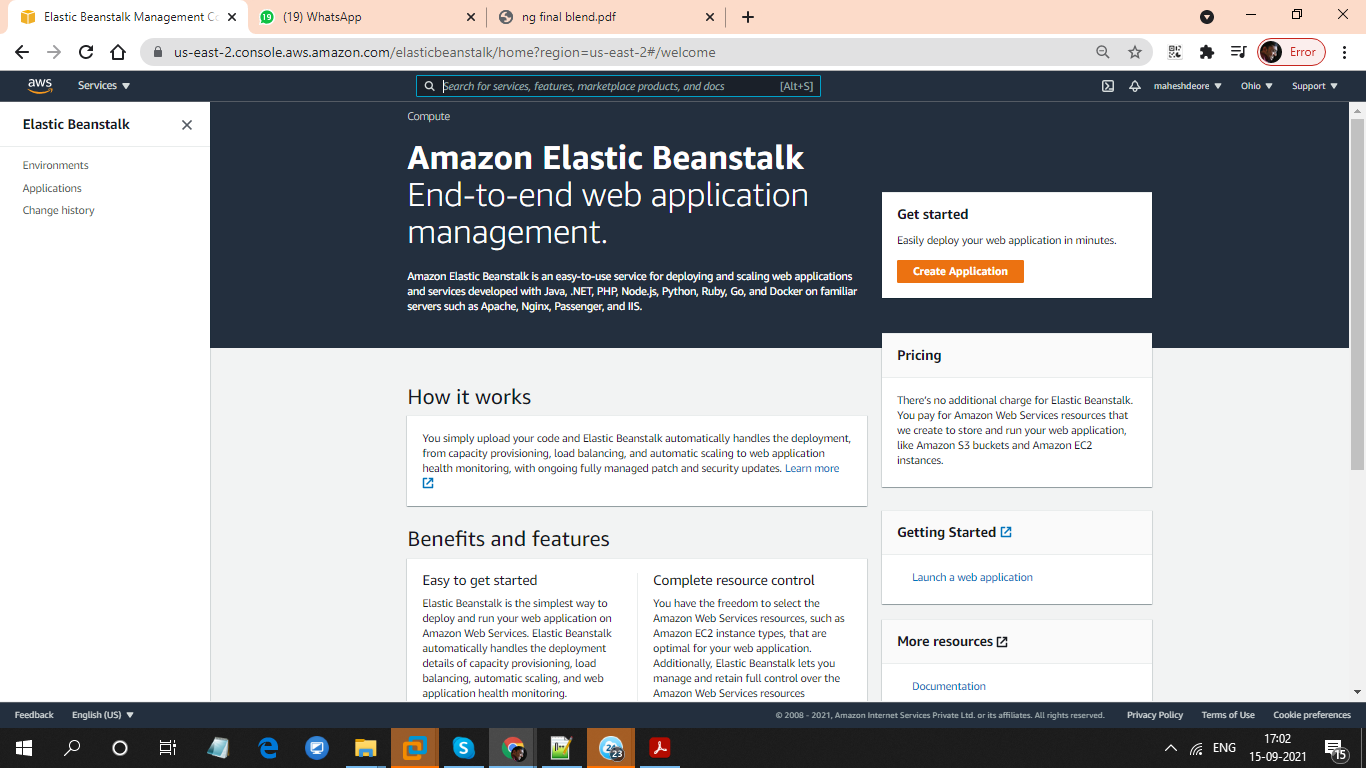 Elastic Beanstalk Management Co
(19) WhatsApp
ng final blend.pdf
us-east-2.console.aws.amazon.com/elasticbeanstalk/home?region=us-east-2#/welcome
Error
aws
Services
Search for services, features, marketplace products, and docs
[Alt+S]
maheshdeore
Ohio
Support
Elastic Beanstalk
Environments
Applications
Change history
Compute
Amazon Elastic Beanstalk
End-to-end web application
management.
Amazon Elastic Beanstalk is an easy-to-use service for deploying and scaling web applications
and services developed with Java, .NET, PHP, Node.js, Python, Ruby, Go, and Docker on familiar
servers such as Apache, Nginx, Passenger, and IIS.
Get started
Easily deploy your web application in minutes.
Create Application
How it works
You simply upload your code and Elastic Beanstalk automatically handles the deployment,
from capacity provisioning, load balancing, and automatic scaling to web application
health monitoring, with ongoing fully managed patch and security updates. Learn more
Benefits and features
Easy to get started
Elastic Beanstalk is the simplest way to
deploy and run your web application on
Amazon Web Services. Elastic Beanstalk
automatically handles the deployment
details of capacity provisioning, load
balancing, automatic scaling, and web
application health monitoring.
Complete resource control
You have the freedom to select the
Amazon Web Services resources, such as
Amazon EC2 instance types, that are
optimal for your web application.
Additionally, Elastic Beanstalk lets you
manage and retain full control over the
Amazon Web Services resources
Pricing
There's no additional charge for Elastic Beanstalk.
You pay for Amazon Web Services resources that
we create to store and run your web application,
like Amazon S3 buckets and Amazon EC2
instances.
Getting Started
Launch a web application
More resources
Documentation
Feedback
English (US)
© 2008 - 2021, Amazon Internet Services Private Ltd. or its affiliates. All rights reserved.
Privacy Policy
Terms of Use
Cookie preferences
ENG
17:02
15-09-2021
15